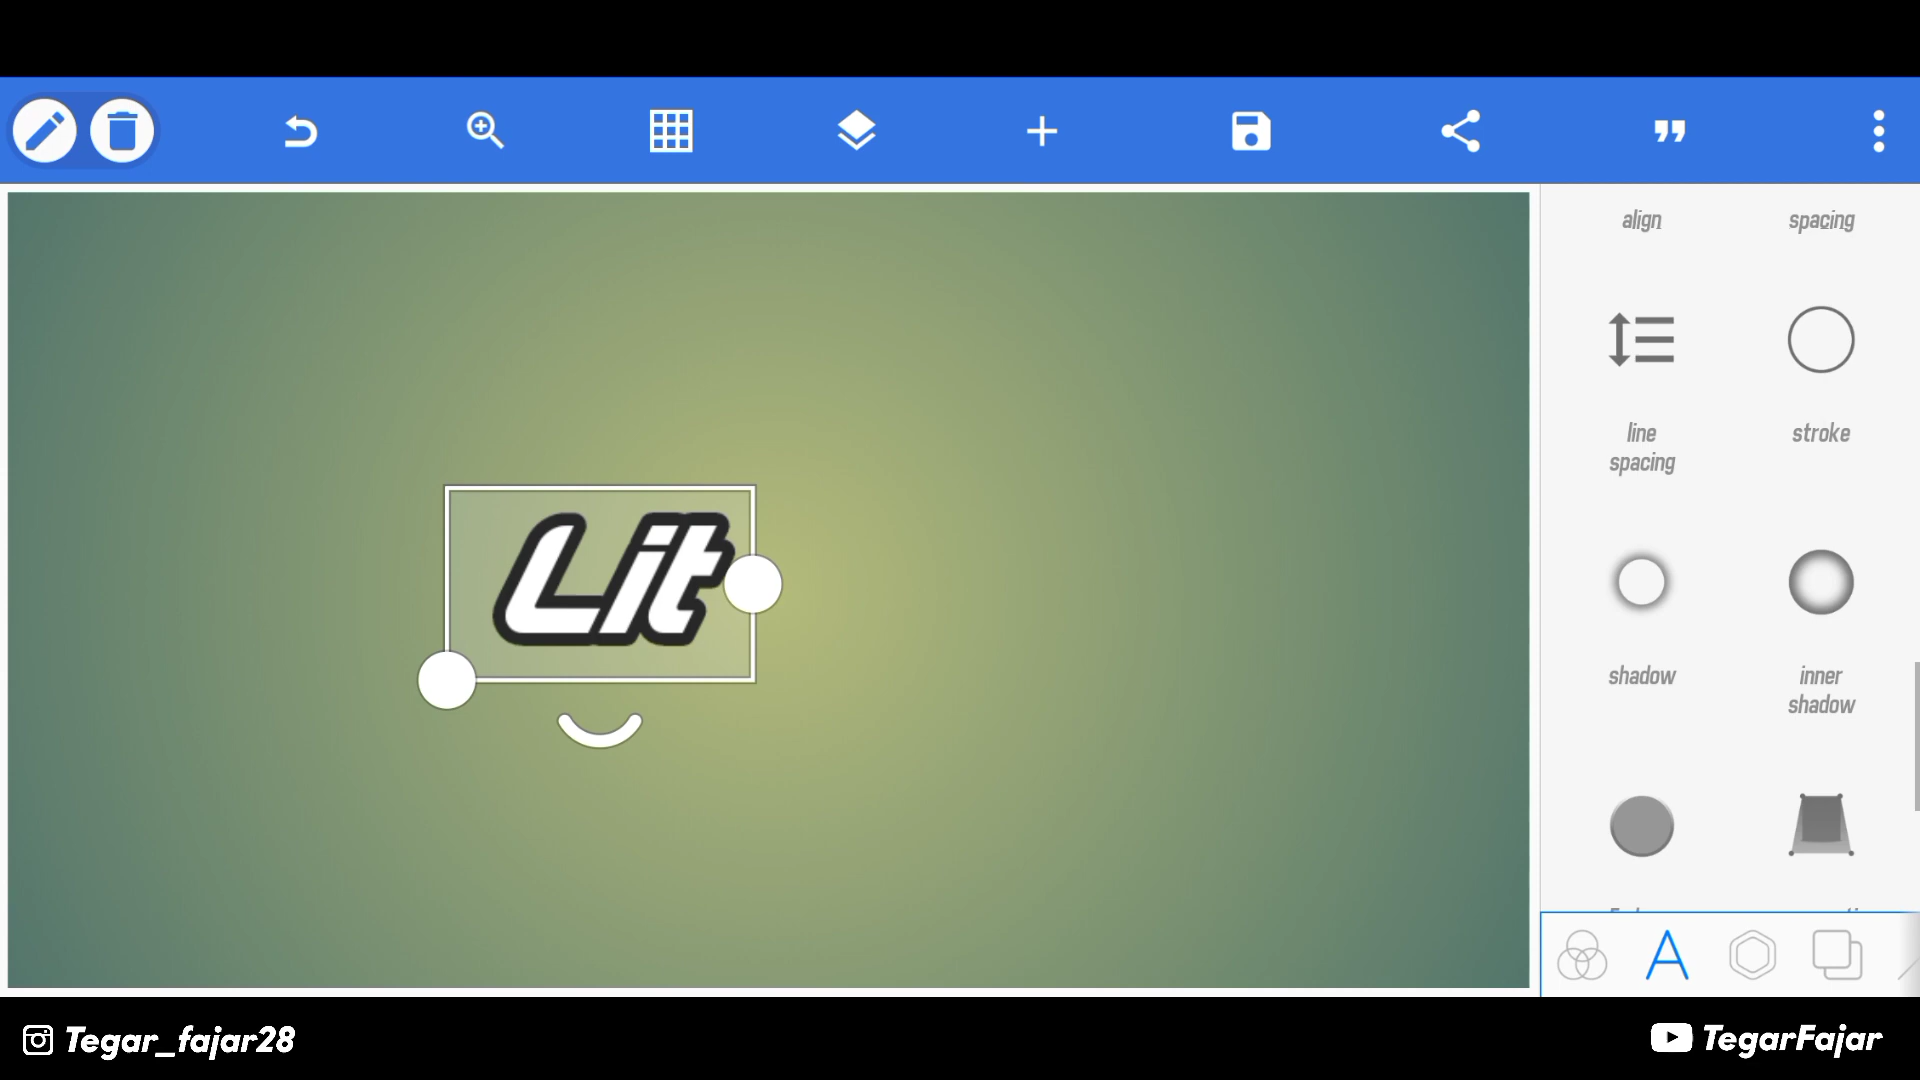 align
spacing
Lit
line
spacing
stroke
shadow
inner
shadow
Tegar_fajar28
TegarFajar